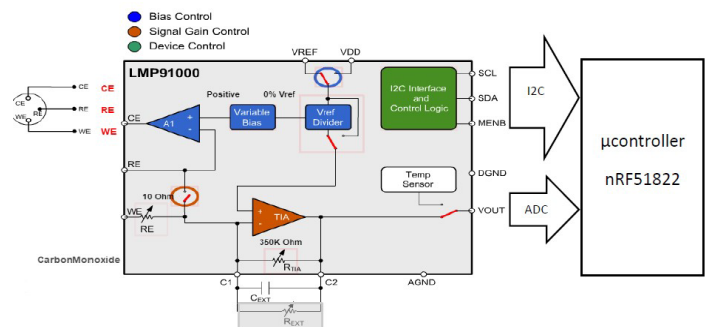 Bias Control
Signal Gain Control
Device Control
VREF
VDD
LMP91000
SCL
I2C
SDA
MENB
I2C Interface
and
Control Logic
Positive
0% Vref
CE
CE
CE
RE
RE
RE
WE
WE
WE
CE
A1
+
-
Variable
Bias
Vref
Divider
µcontroller
nRF51822
RE
DGND
Temp
Sensor
10 Ohm
WE
RE
+
-
TIA
VOUT
ADC
350K Ohm
RTIA
CarbonMonoxide
C1
C2
AGND
CEXT
REXT